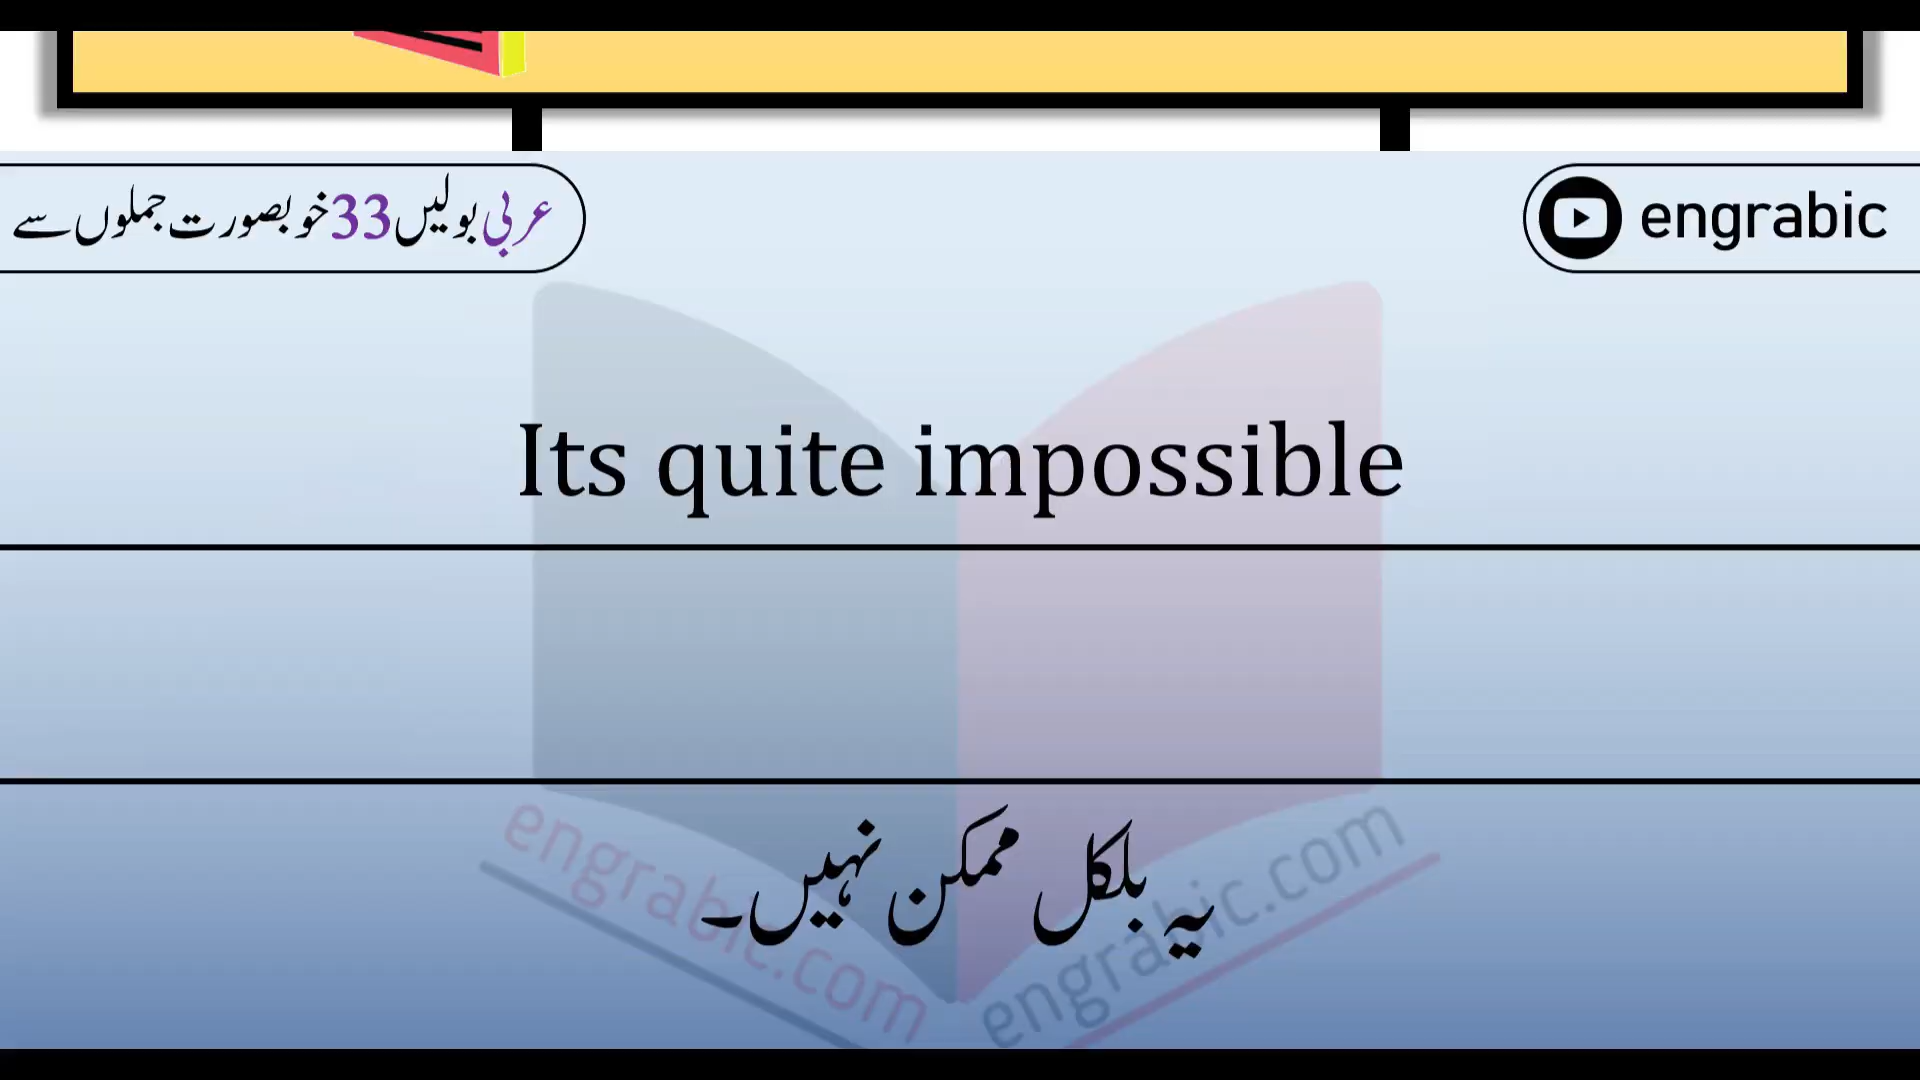 عربی بولیں 33 خوبصورت جملوں سے
engrabic
Its quite impossible
یہ بلکل ممکن نہیں۔
engrabic.com
engrabic.com